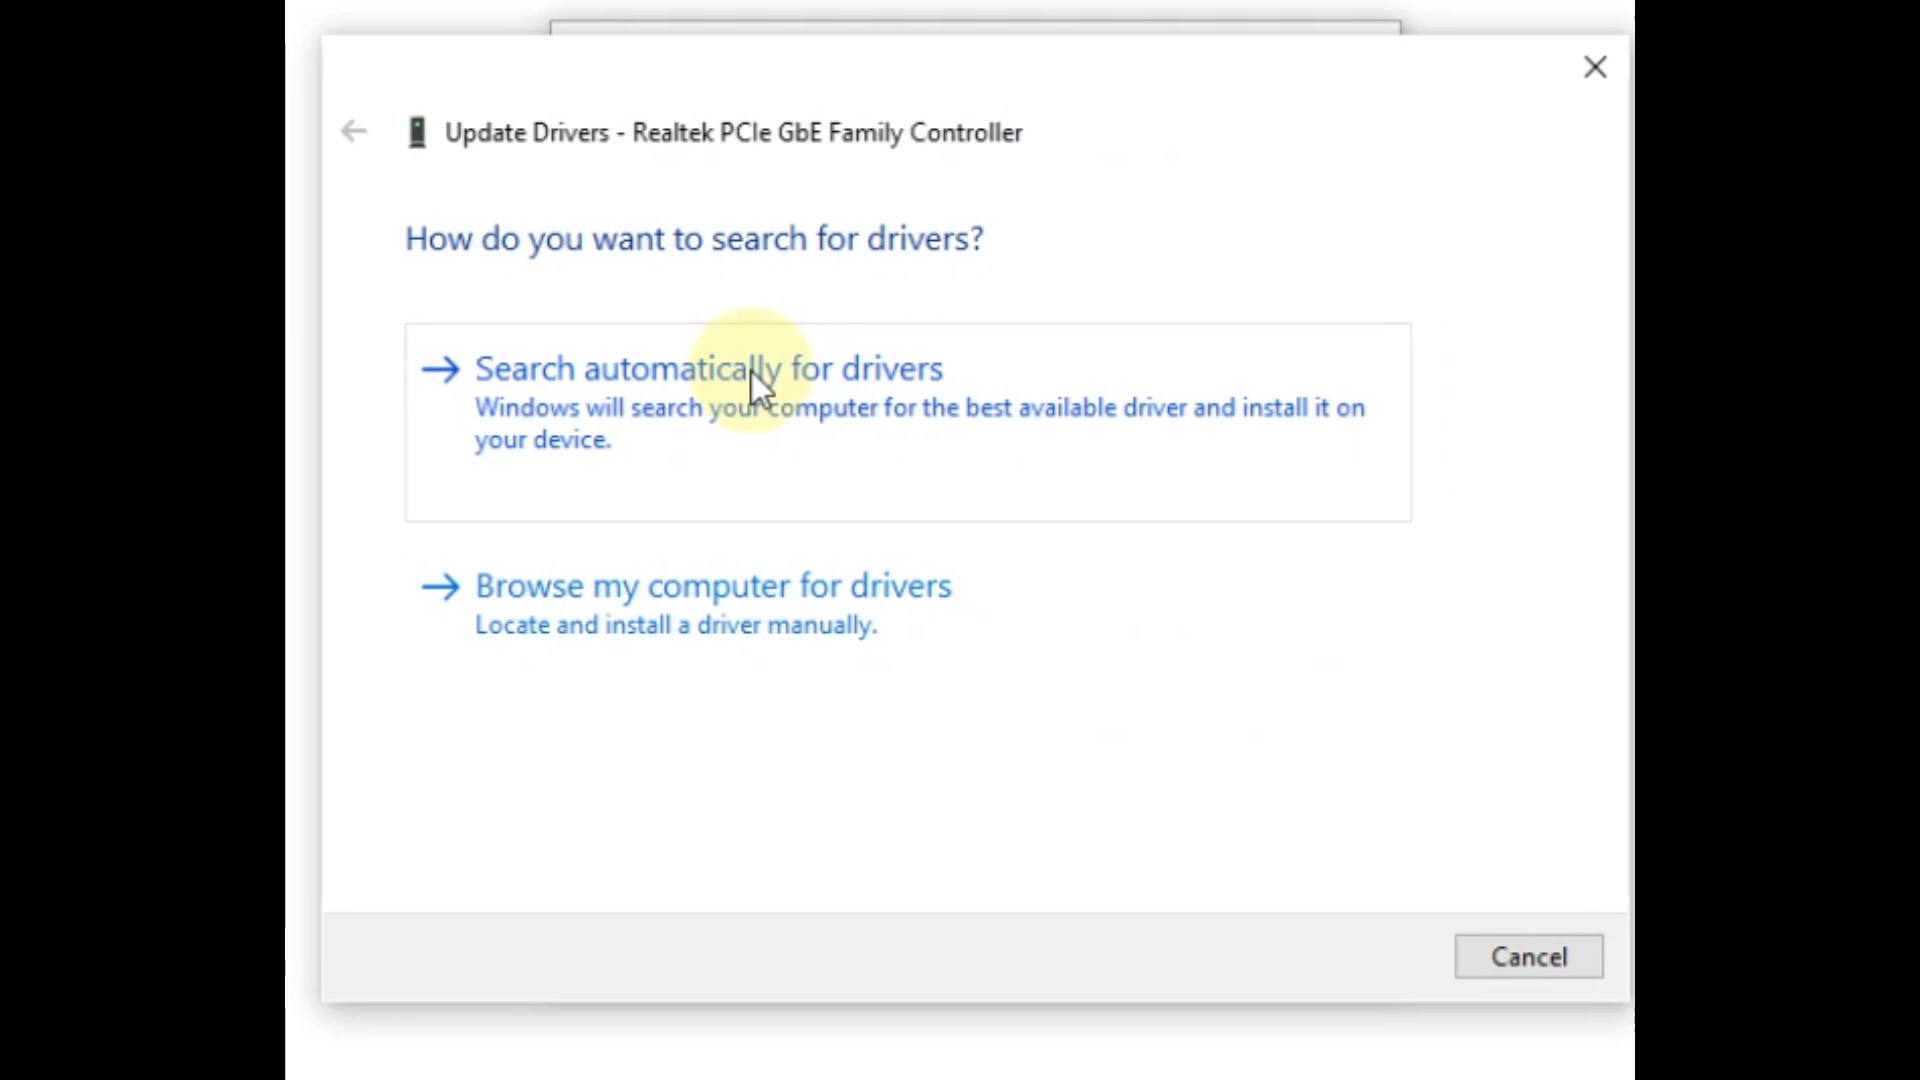 Update Drivers - Realtek PCIe GbE Family Controller
How do you want to search for drivers?
Search automatically for drivers
Windows will search your computer for the best available driver and install it on
your device.
Browse my computer for drivers
Locate and install a driver manually.
Cancel